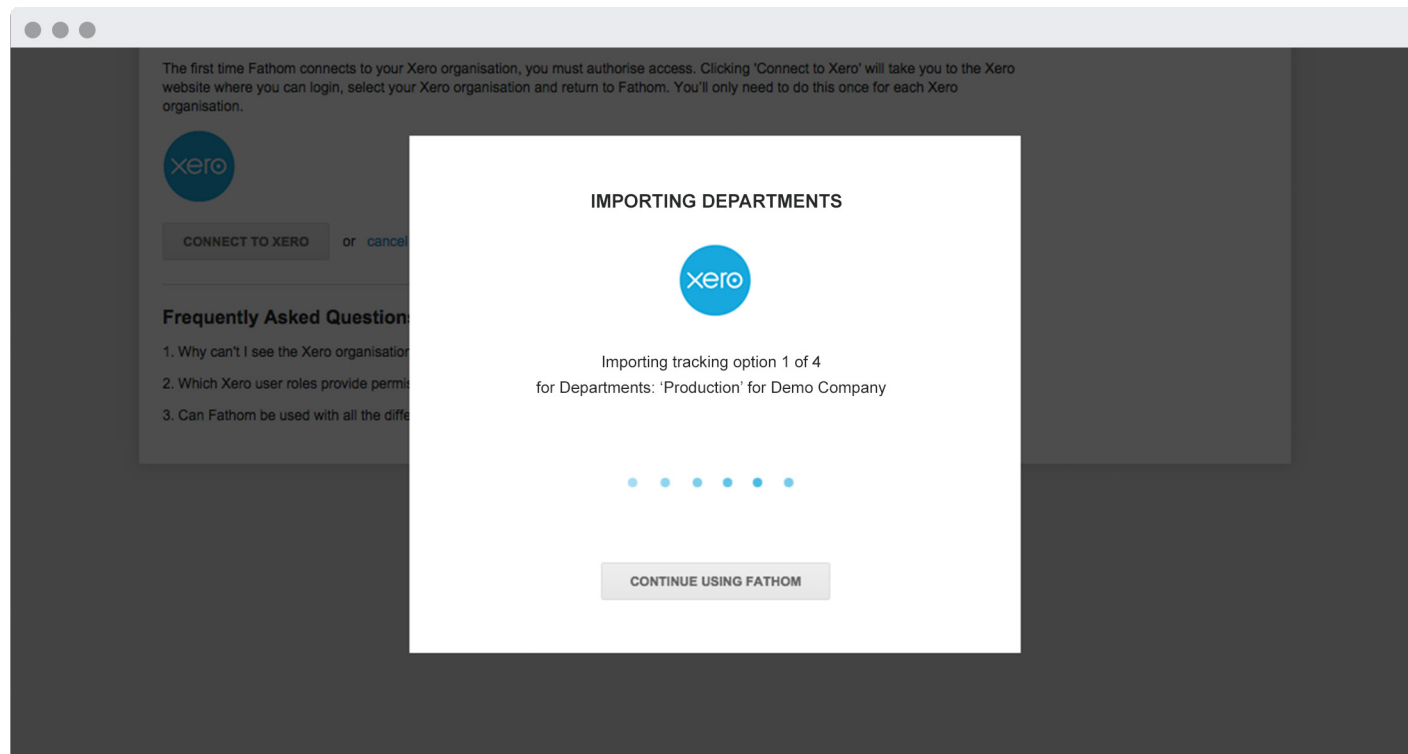 The first time Fathom connects to your Xero organisation, you must authorise access. Clicking 'Connect to Xero' will take you to the Xero
website where you can login, select your Xero organisation and return to Fathom. You'll only need to do this once for each Xero
organisation.
xero
CONNECT TO XERO or cancel
Frequently Asked Question
1. Why can't I see the Xero organisation
2. Which Xero user roles provide
3. Can Fathom be used with all the
IMPORTING DEPARTMENTS
xero
Importing tracking option 1 of 4
for Departments: ‘Production’ for Demo Company
CONTINUE USING FATHOM